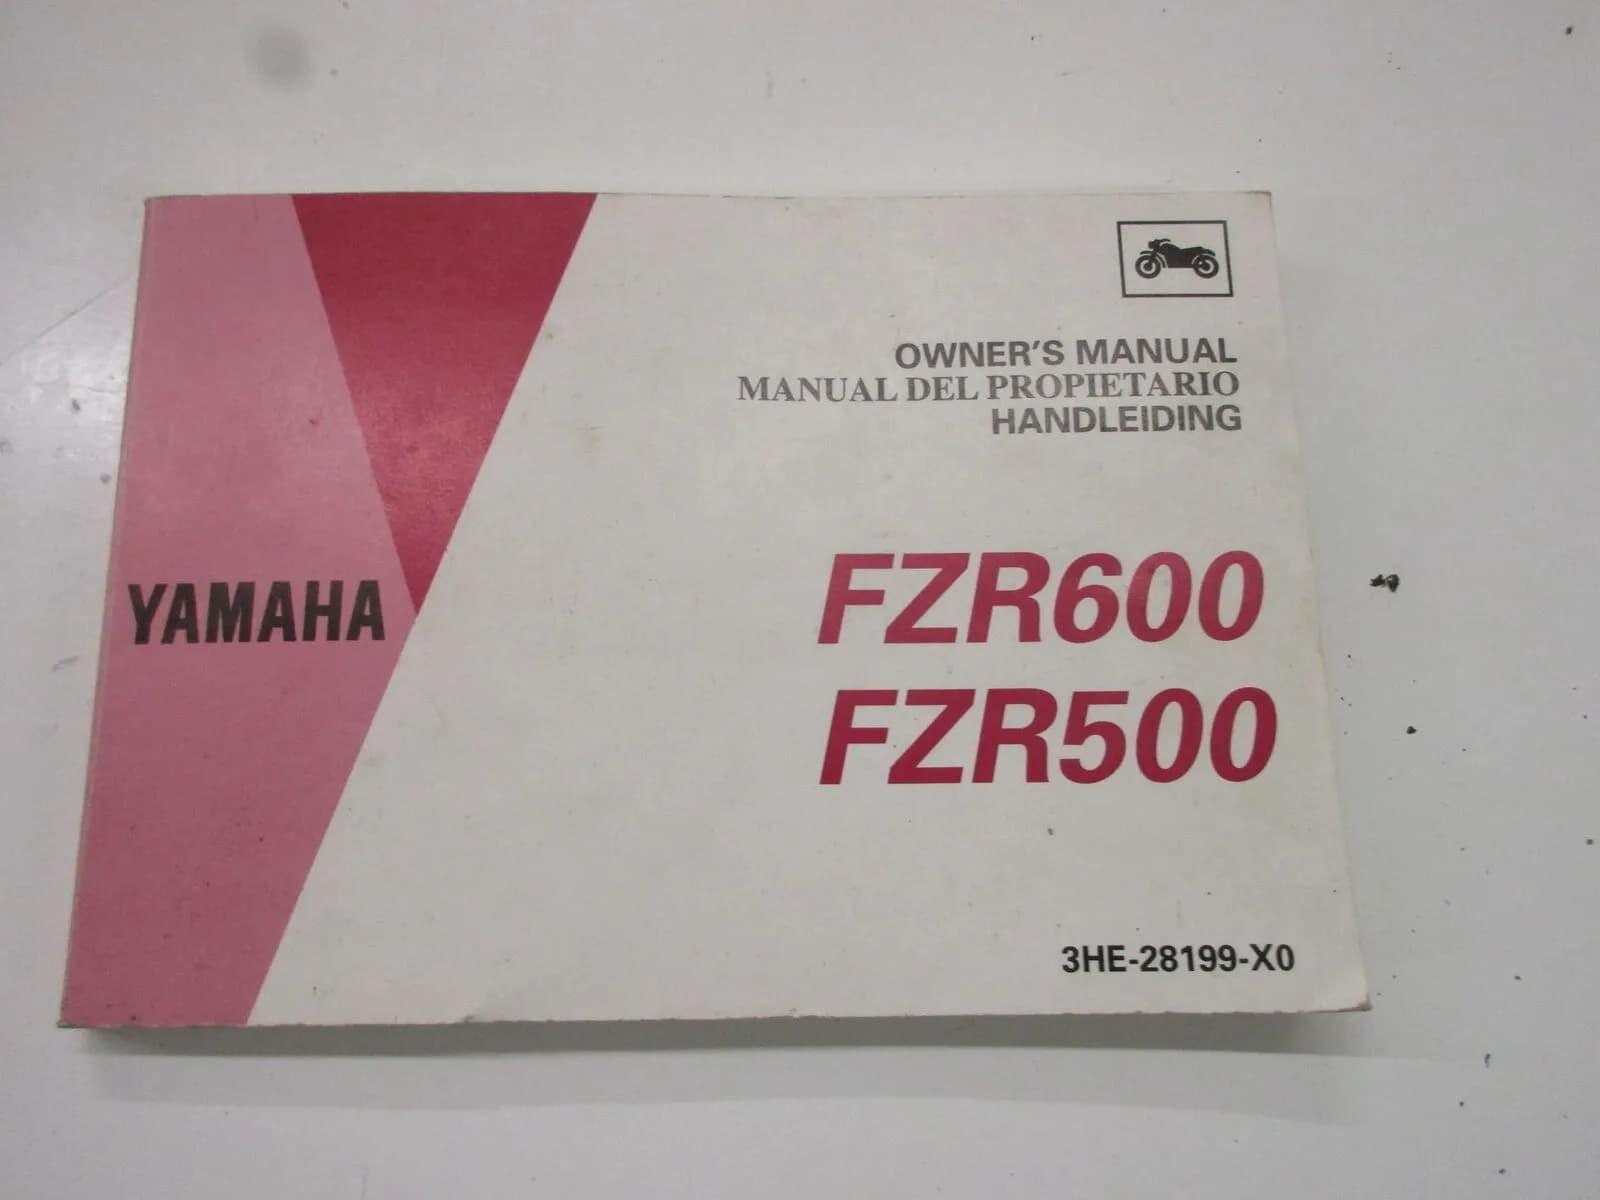 OWNER'S MANUAL
MANUAL DEL PROPIETARIO
HANDLEIDING
YAMAHA
FZR600
FZR500
3HE-28199-X0